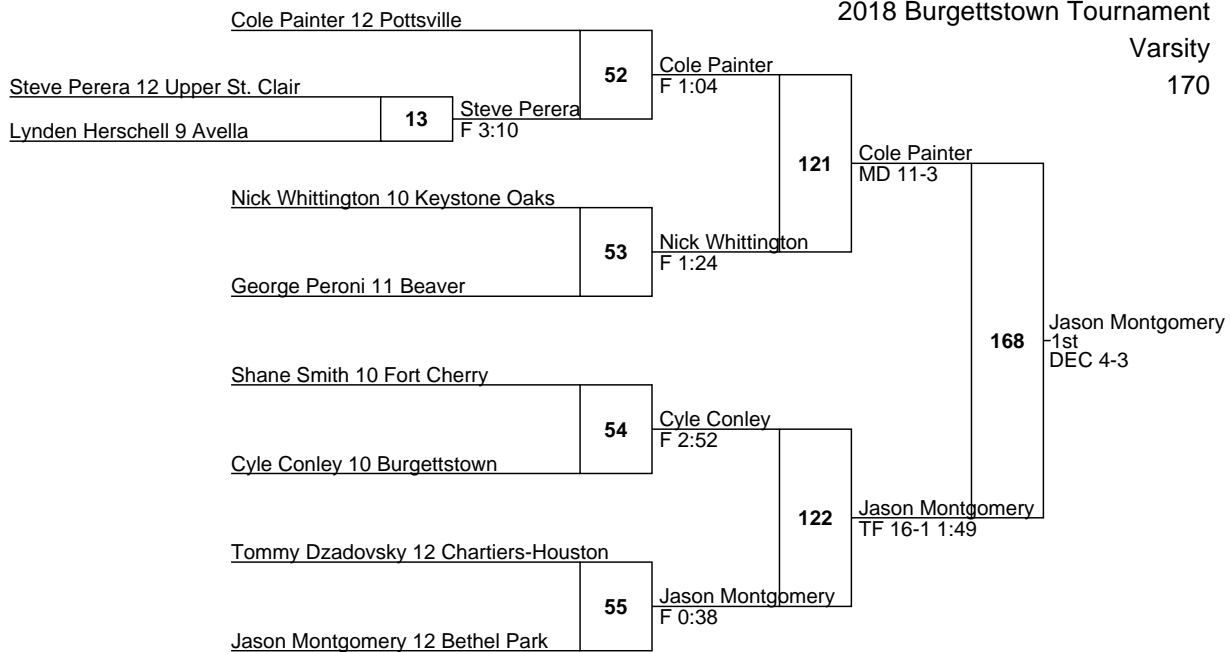 2018 Burgettstown Tournament
Varsity
170
Cole Painter 12 Pottsville
52
Cole Painter
F 1:04
Steve Perera 12 Upper St. Clair
13
Steve Perera
F 3:10
Lynden Herschell 9 Avella
121
Cole Painter
MD 11-3
Nick Whittington 10 Keystone Oaks
53
Nick Whittington
F 1:24
George Peroni 11 Beaver
168
Jason Montgomery
1st
DEC 4-3
Shane Smith 10 Fort Cherry
54
Cyle Conley
F 2:52
Cyle Conley 10 Burgettstown
122
Jason Montgomery
TF 16-1 1:49
Tommy Dzadovsky 12 Chartiers-Houston
55
Jason Montgomery
F 0:38
Jason Montgomery 12 Bethel Park